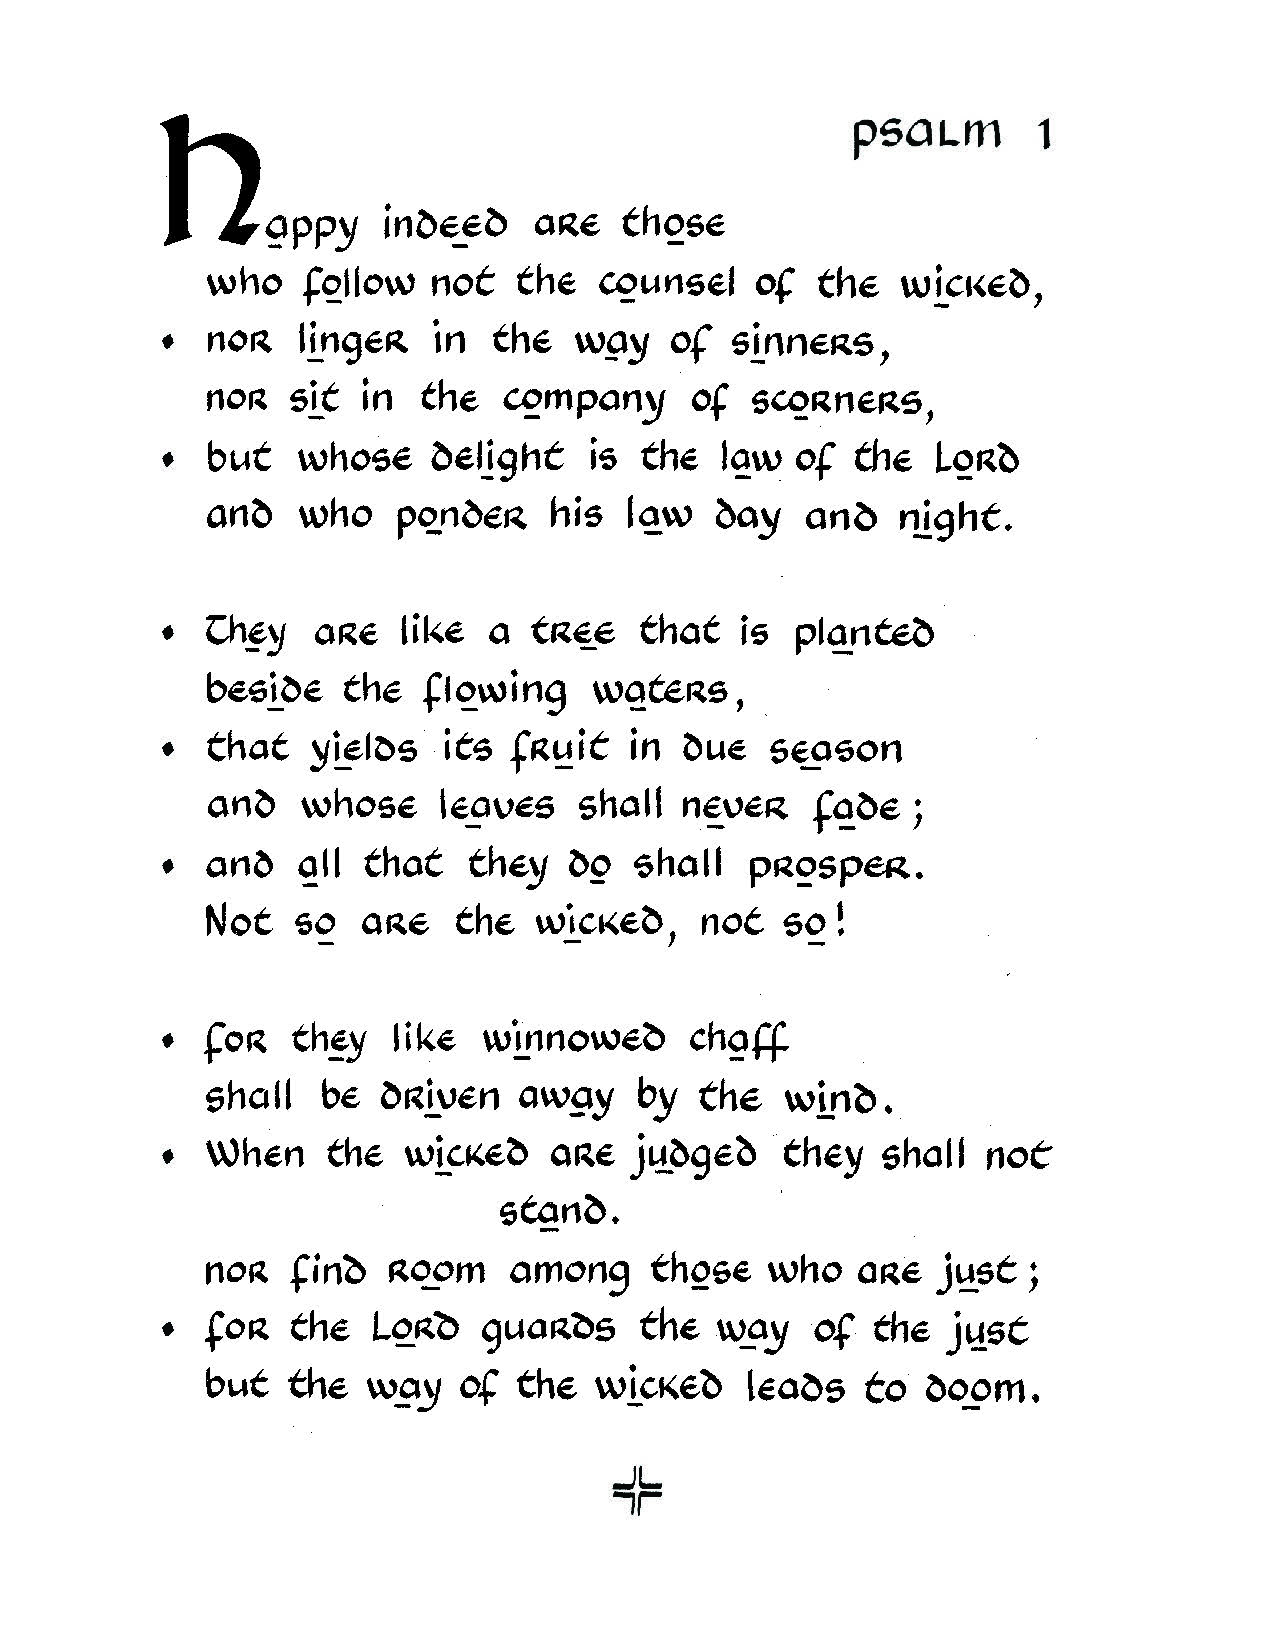 psalm 1
Happy indeed are those
who follow not the counsel of the wicked,
• nor linger in the way of sinners,
nor sit in the company of scorners,
• but whose delight is the law of the Lord
and who ponder his law day and night.
• They are like a tree that is planted
beside the flowing waters,
• that yields its fruit in due season
and whose leaves shall never fade;
• and all that they do shall prosper.
Not so are the wicked, not so!
• for they like winnowed chaff
shall be driven away by the wind.
• When the wicked are judged they shall not
stand.
nor find room among those who are just;
• for the Lord guards the way of the just
but the way of the wicked leads to doom.